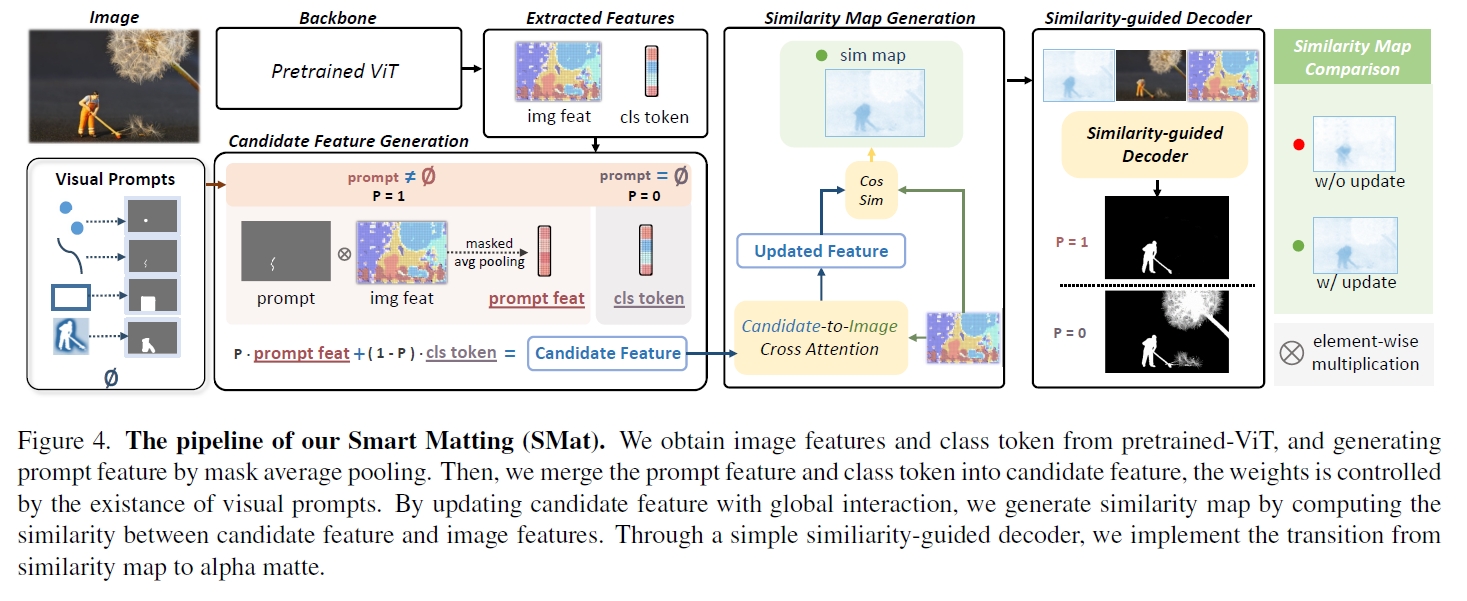 Image
Backbone
Extracted Features
Similarity Map Generation
Similarity-guided Decoder
Similarity Map
Comparison
Pretrained ViT
img feat
cls token
sim map
Similarity-guided
Decoder
Candidate Feature Generation
Visual Prompts
∅
prompt ≠ ∅
P = 1
prompt = ∅
P = 0
prompt
⊗
img feat
masked
avg pooling
prompt feat
cls token
P · prompt feat + (1 - P) · cls token =
Candidate Feature
Cos
Sim
Updated Feature
Candidate-to-Image
Cross Attention
P = 1
P = 0
w/o update
w/ update
⊗ element-wise
multiplication
Figure 4. The pipeline of our Smart Matting (SMat). We obtain image features and class token from pretrained-ViT, and generating
prompt feature by mask average pooling. Then, we merge the prompt feature and class token into candidate feature, the weights is controlled
by the existance of visual prompts. By updating candidate feature with global interaction, we generate similarity map by computing the
similarity between candidate feature and image features. Through a simple similiarity-guided decoder, we implement the transition from
similarity map to alpha matte.